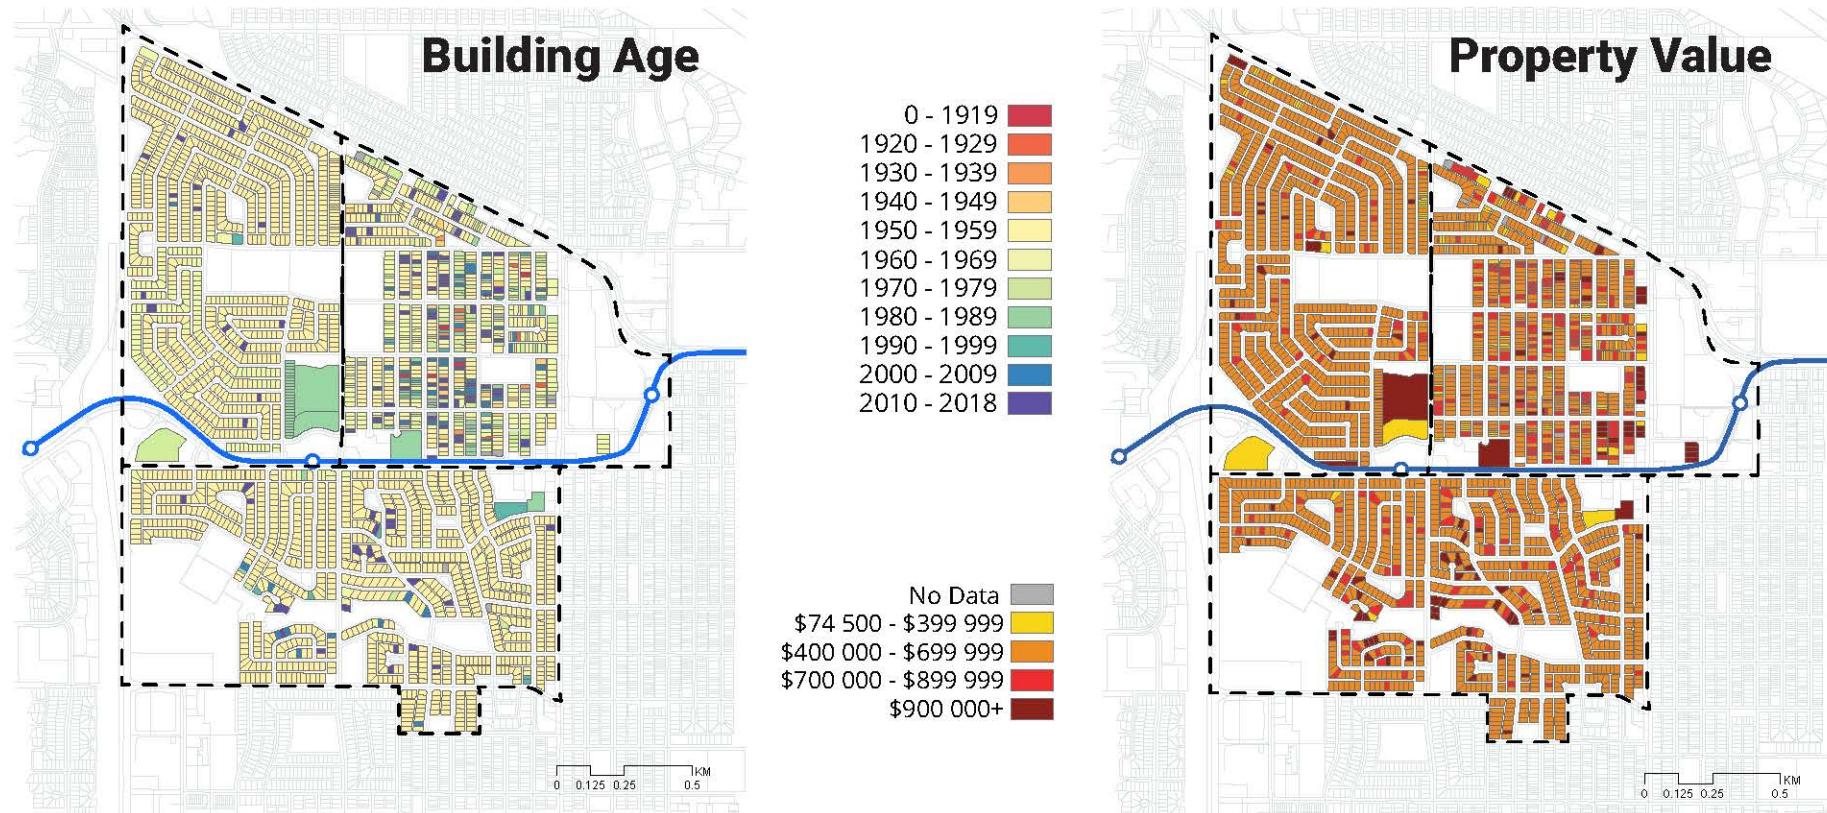 Building Age
Property Value
0 - 1919
1920 - 1929
1930 - 1939
1940 - 1949
1950 - 1959
1960 - 1969
1970 - 1979
1980 - 1989
1990 - 1999
2000 - 2009
2010 - 2018
No Data
$74 500 - $399 999
$400 000 - $699 999
$700 000 - $899 999
$900 000+
KM
0 0.125 0.25 0.5
KM
0 0.125 0.25 0.5